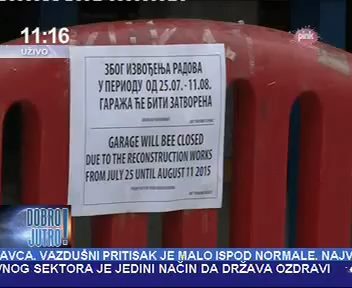 11:16
UŽIVO
pink
ЗБОГ ИЗВОЂЕЊА РАДОВА
У ПЕРИОДУ ОД 25.07. - 11.08.
ГАРАЖА ЋЕ БИТИ ЗАТВОРЕНА
GARAGE WILL BEE CLOSED
DUE TO THE RECONSTRUCTION WORKS
FROM JULY 25 UNTIL AUGUST 11 2015
DOBRO
JUTRO!
AVCA. VAZDUŠNI PRITISAK JE MALO ISPOD NORMALE. NAJV
VNOG SEKTORA JE JEDINI NAČIN DA DRŽAVA OZDRAVI